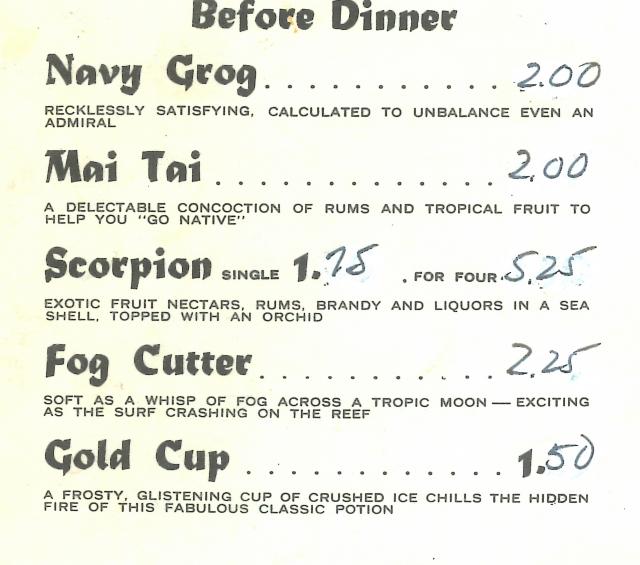 Before Dinner
Navy Grog. . . . . . . . . . . . 2.00
RECKLESSLY SATISFYING, CALCULATED TO UNBALANCE EVEN AN
ADMIRAL
Mai Tai . . . . . . . . . . . . . 2.00
A DELECTABLE CONCOCTION OF RUMS AND TROPICAL FRUIT TO
HELP YOU "GO NATIVE"
Scorpion SINGLE 1.75 . FOR FOUR . 5.25
EXOTIC FRUIT NECTARS, RUMS, BRANDY AND LIQUORS IN A SEA
SHELL, TOPPED WITH AN ORCHID
Fog Cutter . . . . . . . . . . . 2.25
SOFT AS A WHISP OF FOG ACROSS A TROPIC MOON — EXCITING
AS THE SURF CRASHING ON THE REEF
Gold Cup . . . . . . . . . . . . 1.50
A FROSTY, GLISTENING CUP OF CRUSHED ICE CHILLS THE HIDDEN
FIRE OF THIS FABULOUS CLASSIC POTION